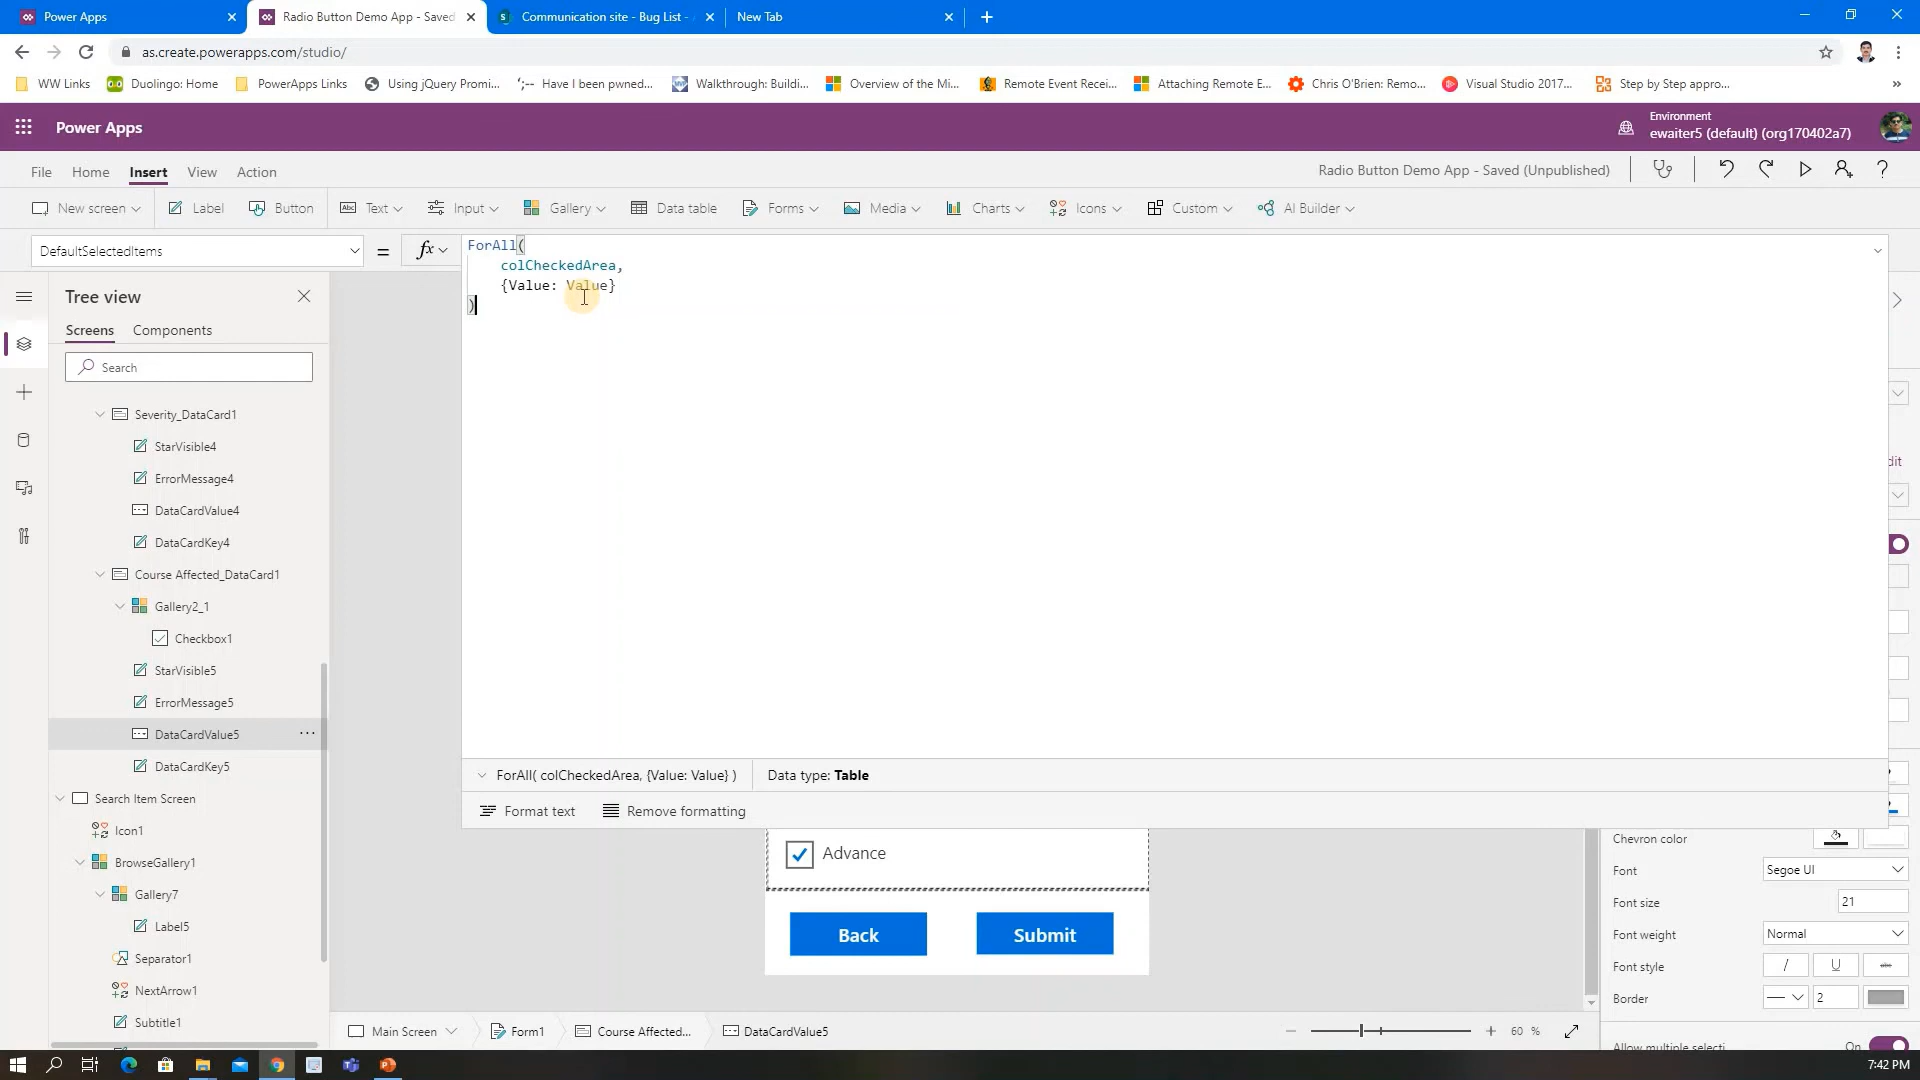 Power Apps
Radio Button Demo App - Saved
Communication site - Bug List -
New Tab
as.create.powerapps.com/studio/
WW Links
Duolingo: Home
PowerApps Links
Using jQuery Promi...
Have I been pwned...
Walkthrough: Buildi...
Overview of the Mi...
Remote Event Recei...
Attaching Remote E...
Chris O'Brien: Remo...
Visual Studio 2017...
Step by Step appro...
Power Apps
Environment
ewaiter5 (default) (org170402a7)
File
Home
Insert
View
Action
Radio Button Demo App - Saved (Unpublished)
New screen
Label
Button
Text
Input
Gallery
Data table
Forms
Media
Charts
Icons
Custom
AI Builder
DefaultSelectedItems
=
fx
ForAll(
colCheckedArea,
{Value: Value}
)
Tree view
Screens
Components
Search
Severity_DataCard1
StarVisible4
ErrorMessage4
DataCardValue4
DataCardKey4
Course Affected_DataCard1
Gallery2_1
Checkbox1
StarVisible5
ErrorMessage5
DataCardValue5
DataCardKey5
Search Item Screen
Icon1
BrowseGallery1
Gallery7
Label5
Separator1
NextArrow1
Subtitle1
ForAll( colCheckedArea, {Value: Value} )
Data type: Table
Format text
Remove formatting
Advance
Back
Submit
dit
Chevron color
Font
Segoe UI
Font size
21
Font weight
Normal
Font style
/
U
abc
Border
2
Allow multiple selecti
On
Main Screen
Form1
Course Affected...
DataCardValue5
60 %
7:42 PM